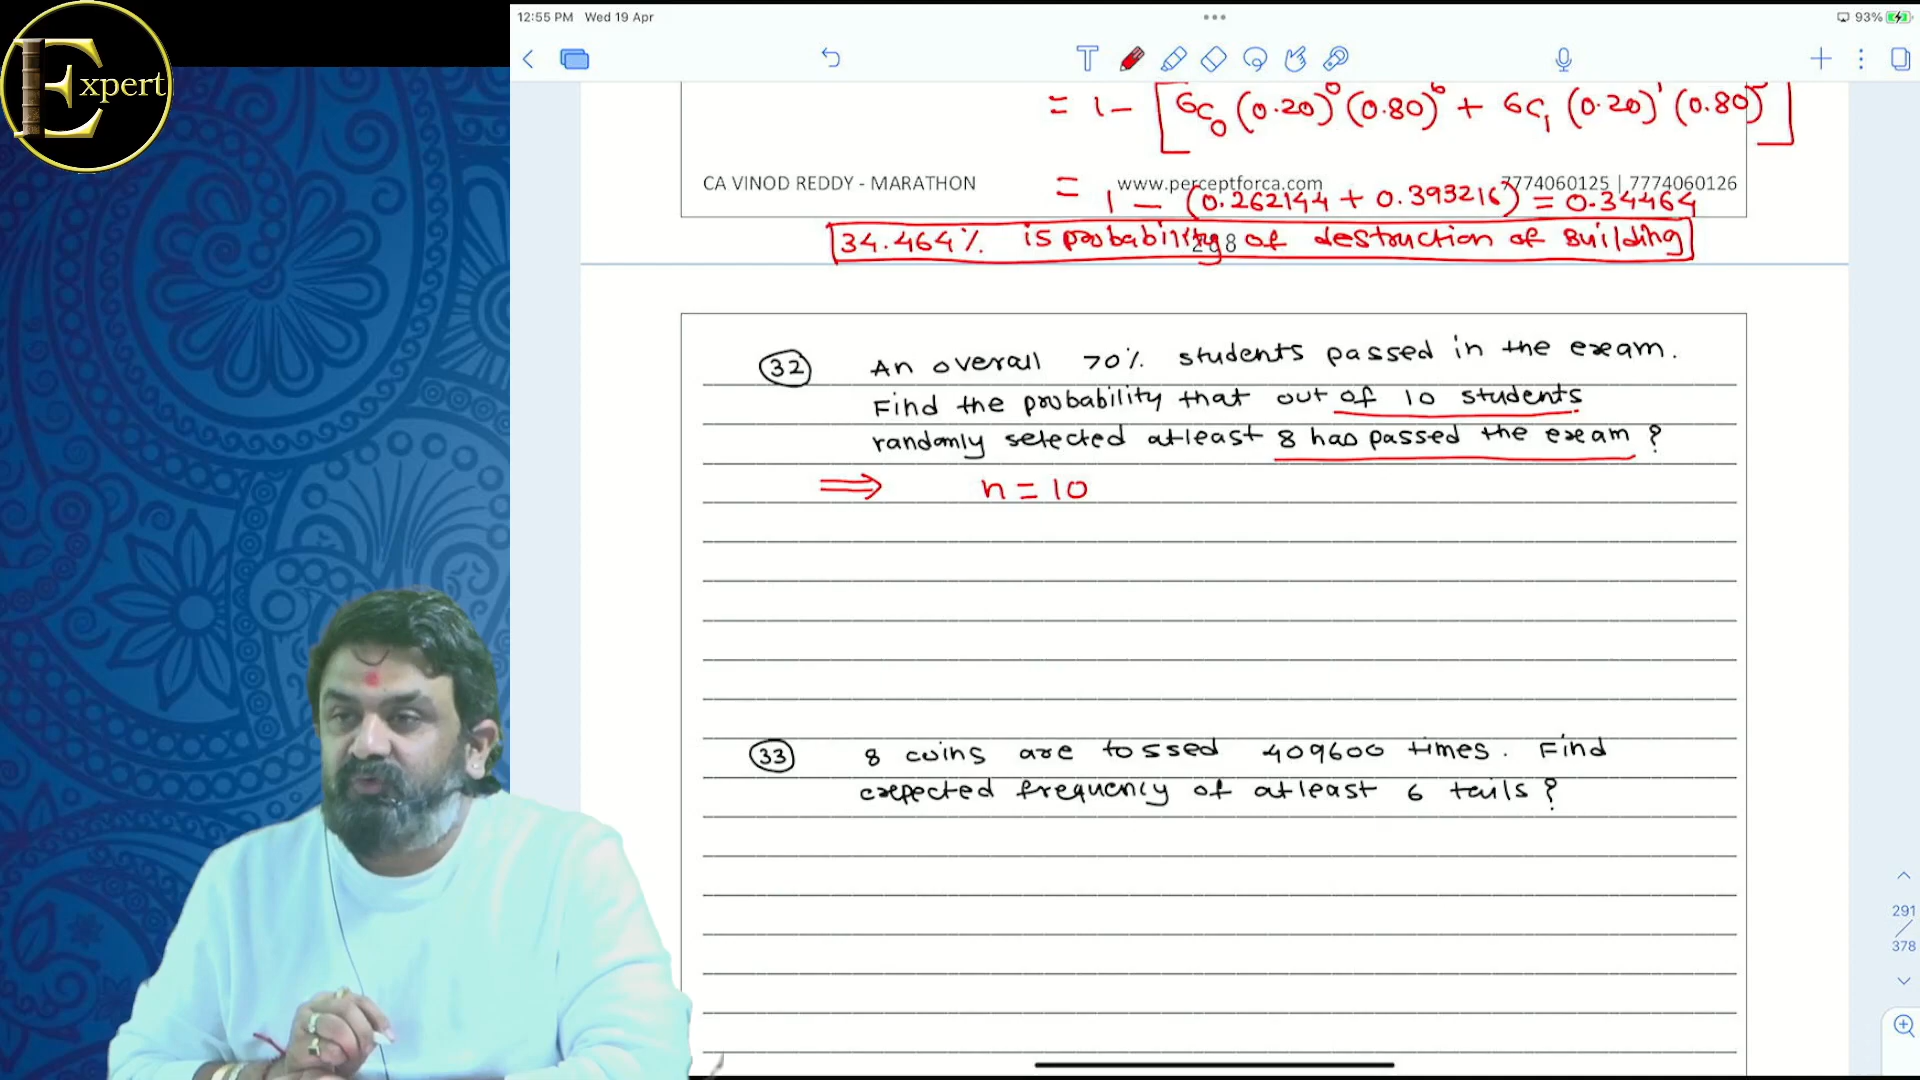 Expert
12:55 PM Wed 19 Apr
93%
= 1 - [ 6C0 (0.20)^0 (0.80)^6 + 6C1 (0.20)^1 (0.80)^5 ]
CA VINOD REDDY - MARATHON www.perceptforca.com 7774060125 | 7774060126
= 1 - (0.262144 + 0.393216) = 0.34464
34.464% is probability of destruction of Building
32 An overall 70% students passed in the exam.
Find the probability that out of 10 students
randomly selected atleast 8 has passed the exam ?
⇒ n = 10
33 8 coins are tossed 409600 times. Find
expected frequency of atleast 6 tails ?
291
/
378